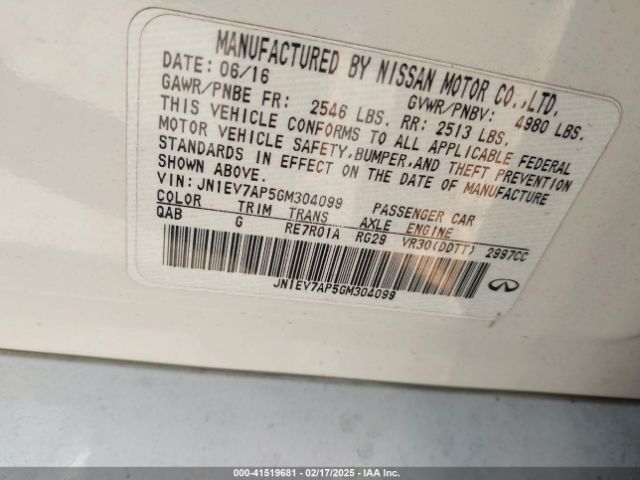 MANUFACTURED BY NISSAN MOTOR CO.,LTD.
DATE: 06/16 GVWR/PNBV: 4980 LBS.
GAWR/PNBE FR: 2546 LBS. RR: 2513 LBS.
THIS VEHICLE CONFORMS TO ALL APPLICABLE FEDERAL
MOTOR VEHICLE SAFETY,BUMPER,AND THEFT PREVENTION
STANDARDS IN EFFECT ON THE DATE OF MANUFACTURE
SHOWN ABOVE.
VIN: JN1EV7AP5GM304099 PASSENGER CAR
COLOR TRIM TRANS AXLE ENGINE
QAB G RE7R01A RG29 VR30(DDTT) 2997CC
JN1EV7AP5GM304099
000-41519681 - 02/17/2025 - IAA Inc.